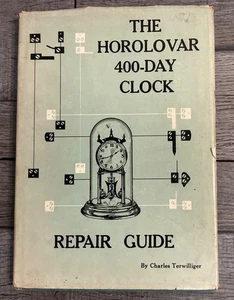 THE
HOROLOVAR
400-DAY
CLOCK
REPAIR GUIDE
By Charles Terwilliger